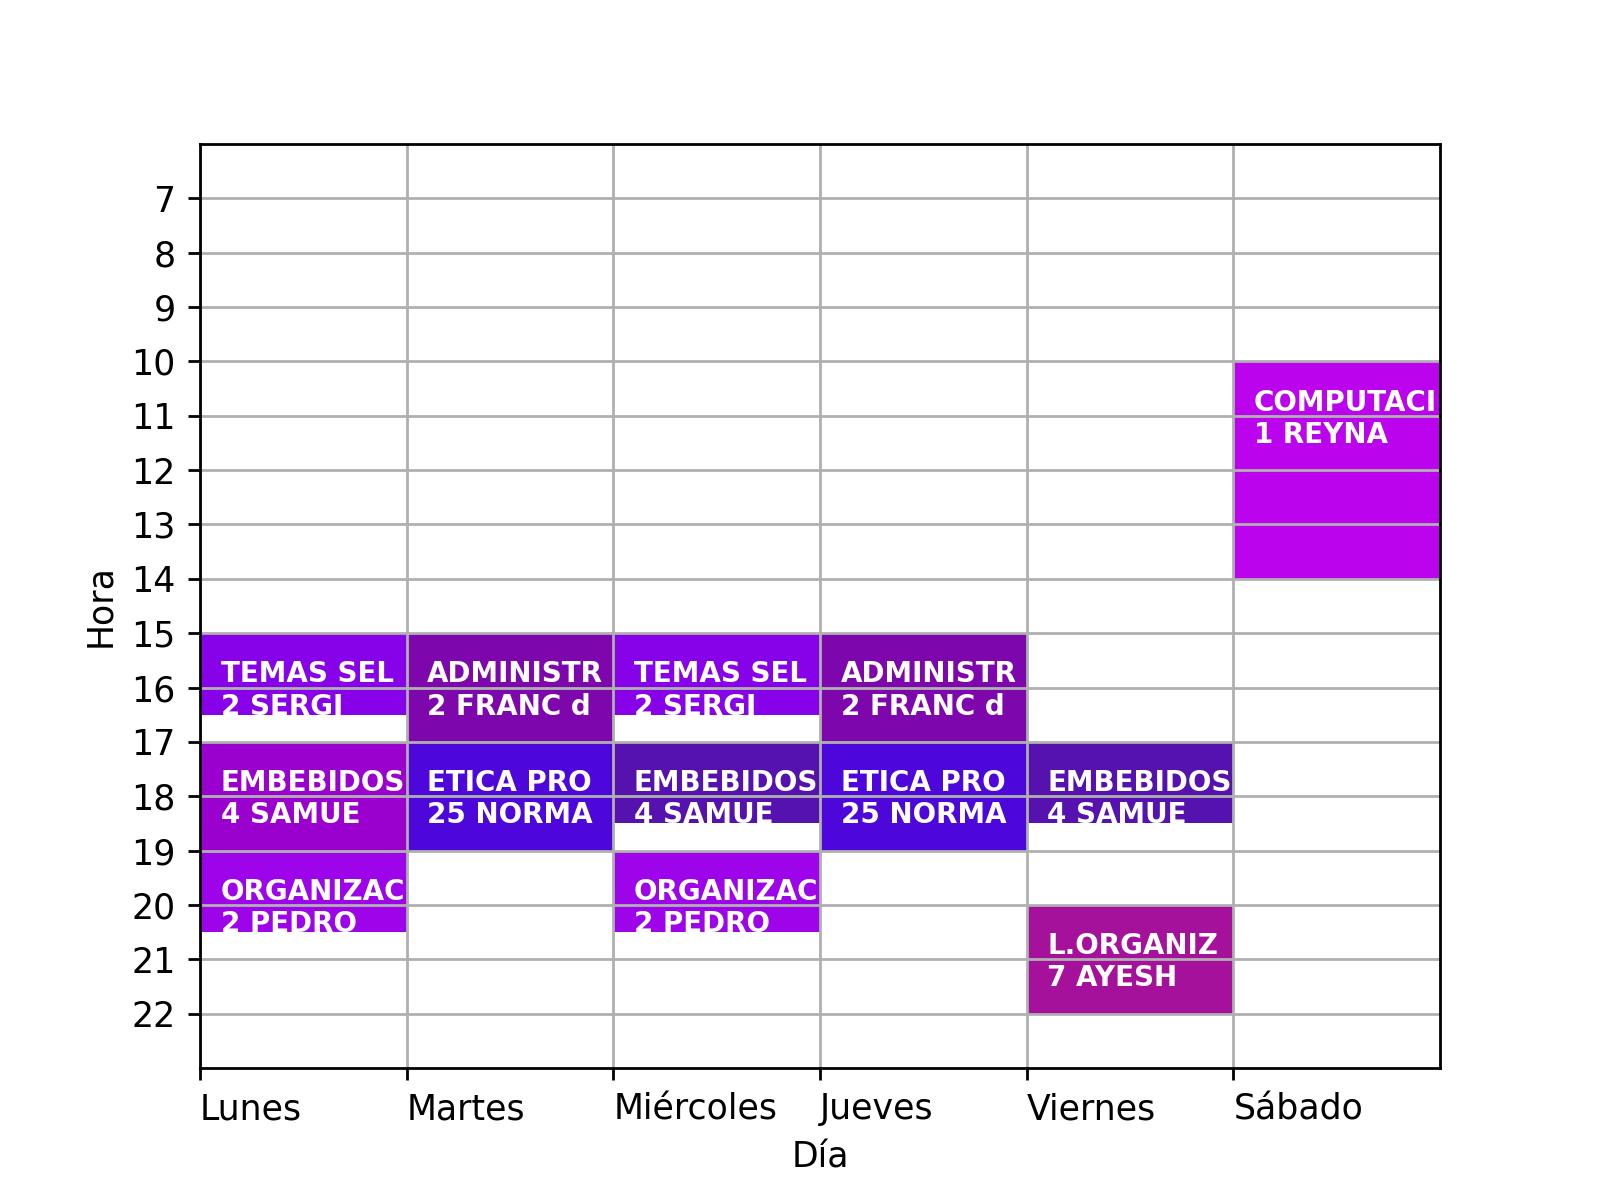 7
8
9
10
COMPUTACI
11
1 REYNA
12
13
14
Hora
15
TEMAS SEL ADMINISTR TEMAS SEL ADMINISTR
16
2 SERGI 2 FRANC d 2 SERGI 2 FRANC d
17
EMBEBIDOS ETICA PRO EMBEBIDOS ETICA PRO EMBEBIDOS
18
4 SAMUE 25 NORMA 4 SAMUE 25 NORMA 4 SAMUE
19
ORGANIZAC ORGANIZAC
20
2 PEDRO 2 PEDRO
L.ORGANIZ
21
7 AYESH
22
Lunes Martes Miércoles Jueves Viernes Sábado
Día